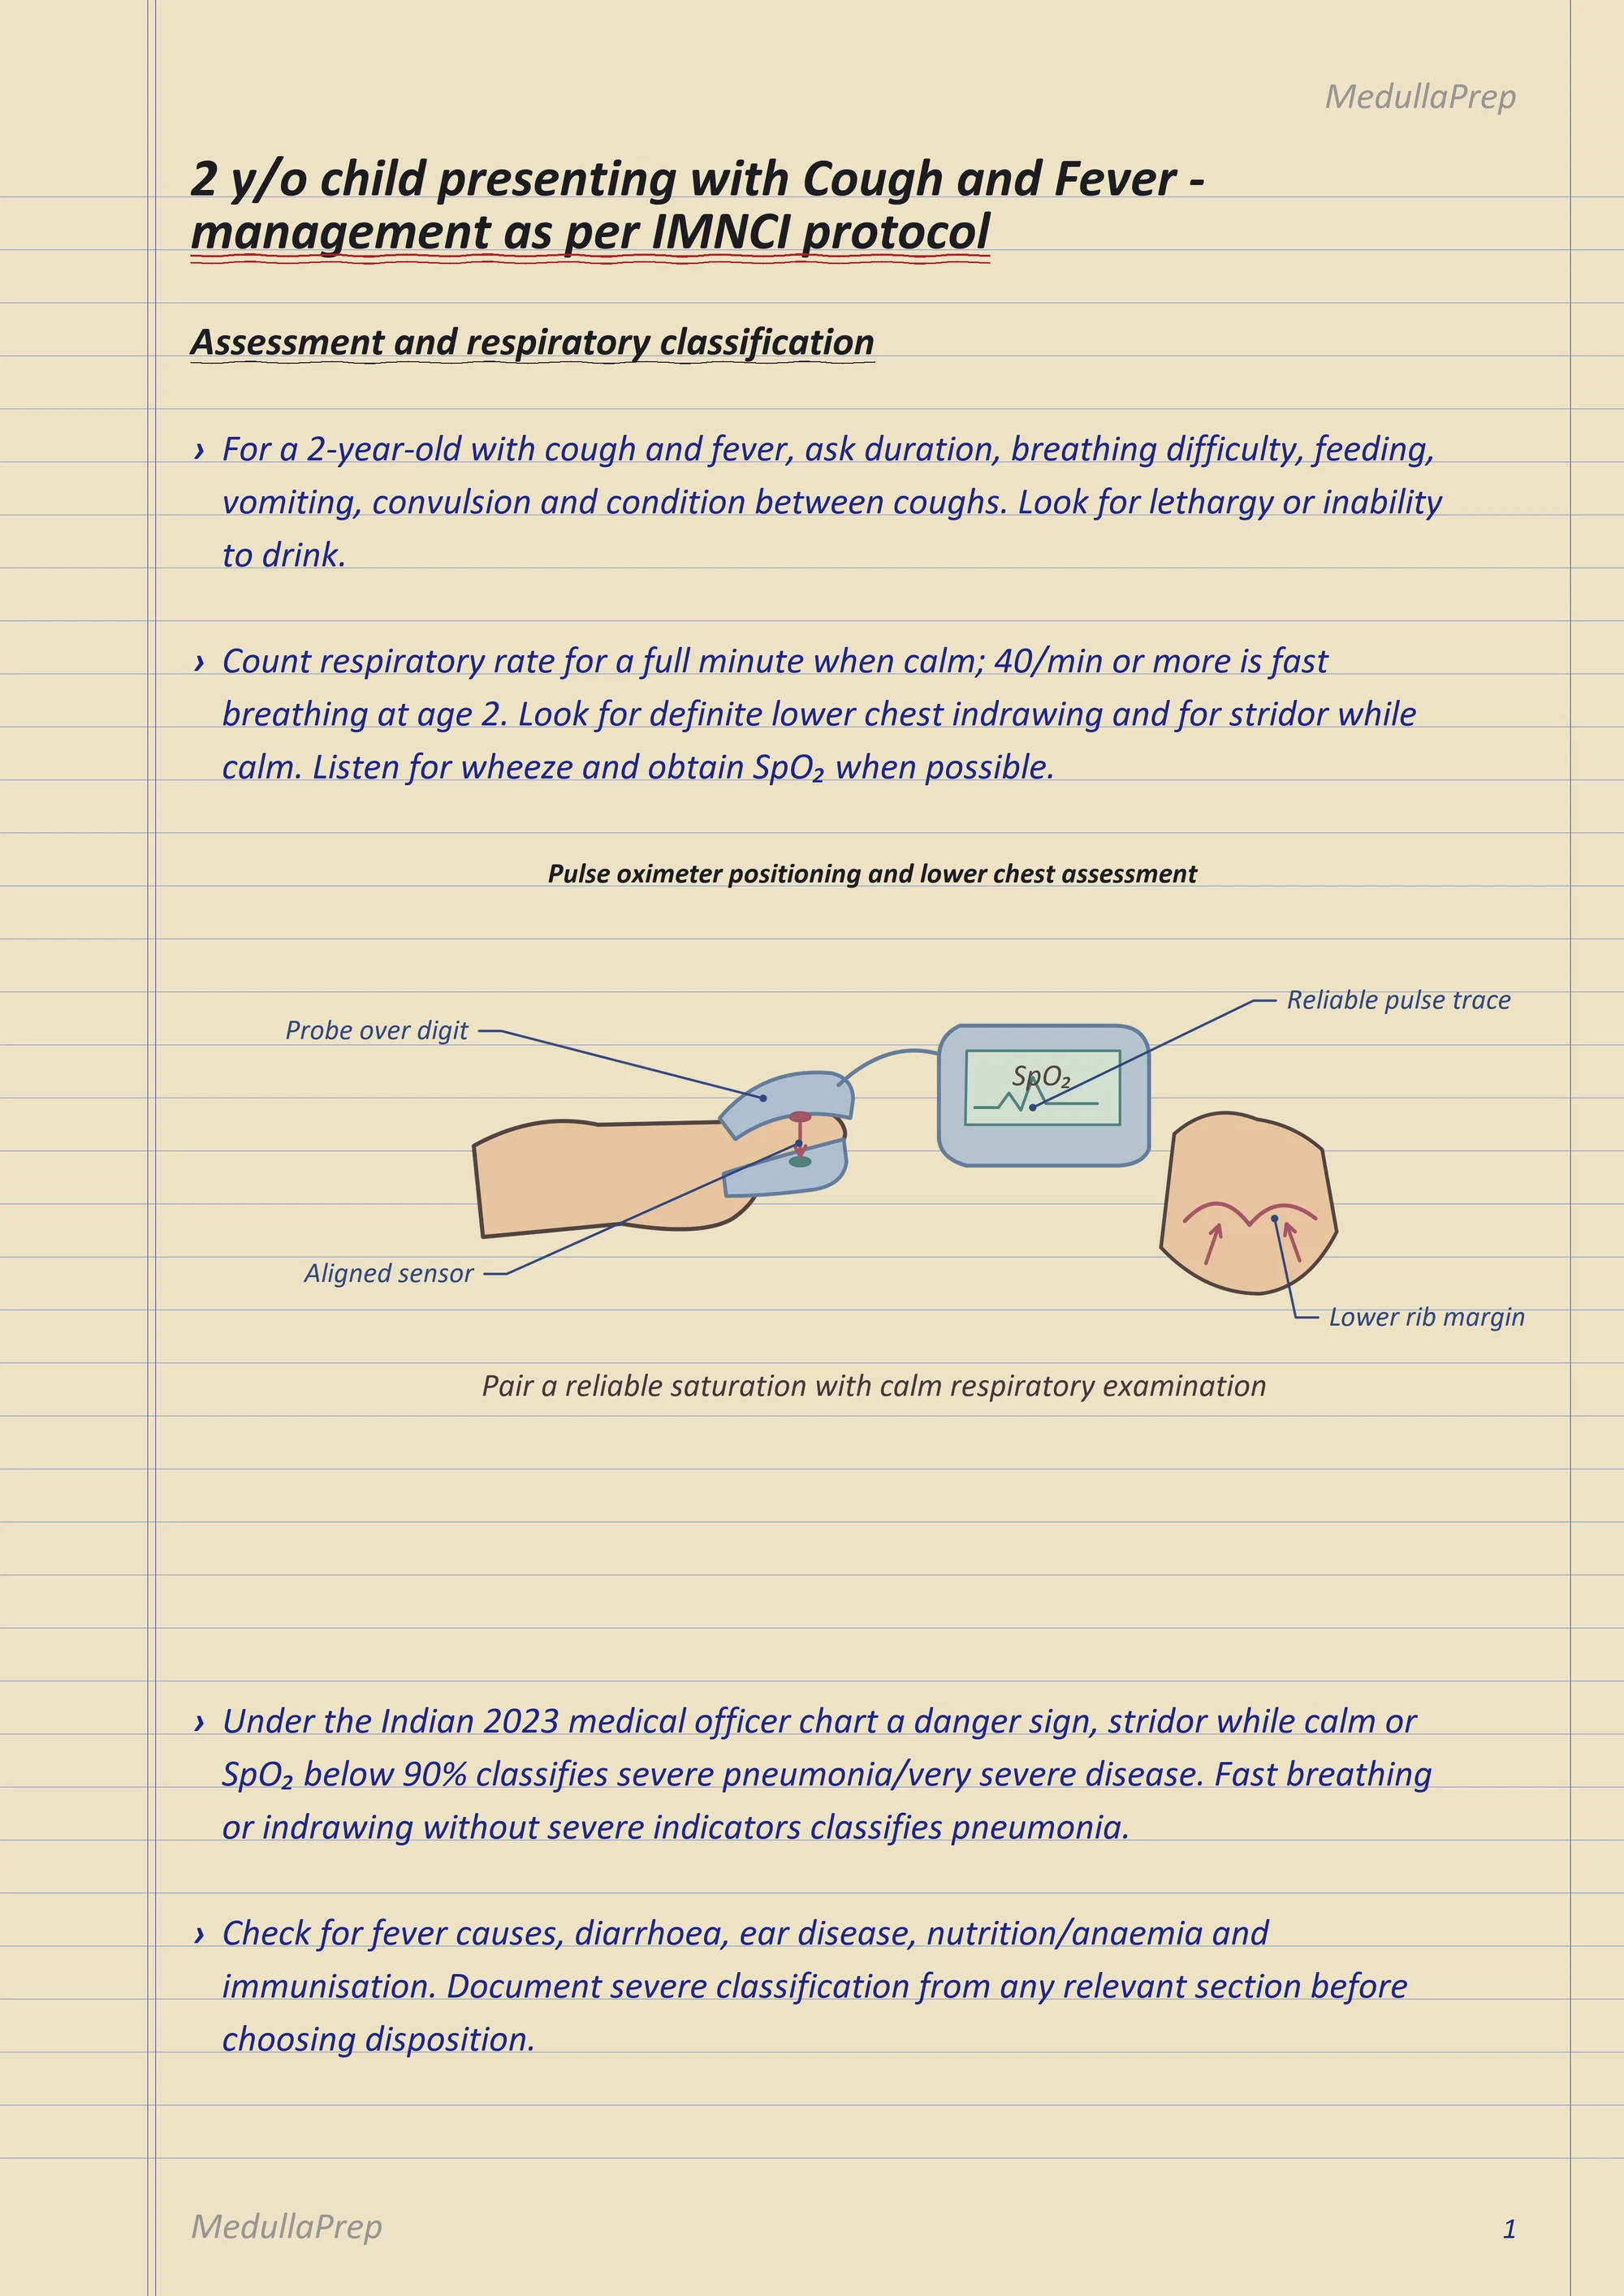 MedullaPrep
2 y/o child presenting with Cough and Fever -
management as per IMNCI protocol
Assessment and respiratory classification
› For a 2-year-old with cough and fever, ask duration, breathing difficulty, feeding,
vomiting, convulsion and condition between coughs. Look for lethargy or inability
to drink.
› Count respiratory rate for a full minute when calm; 40/min or more is fast
breathing at age 2. Look for definite lower chest indrawing and for stridor while
calm. Listen for wheeze and obtain SpO₂ when possible.
Pulse oximeter positioning and lower chest assessment
Reliable pulse trace
Probe over digit
SpO₂
Aligned sensor
Lower rib margin
Pair a reliable saturation with calm respiratory examination
› Under the Indian 2023 medical officer chart a danger sign, stridor while calm or
SpO₂ below 90% classifies severe pneumonia/very severe disease. Fast breathing
or indrawing without severe indicators classifies pneumonia.
› Check for fever causes, diarrhoea, ear disease, nutrition/anaemia and
immunisation. Document severe classification from any relevant section before
choosing disposition.
MedullaPrep
1